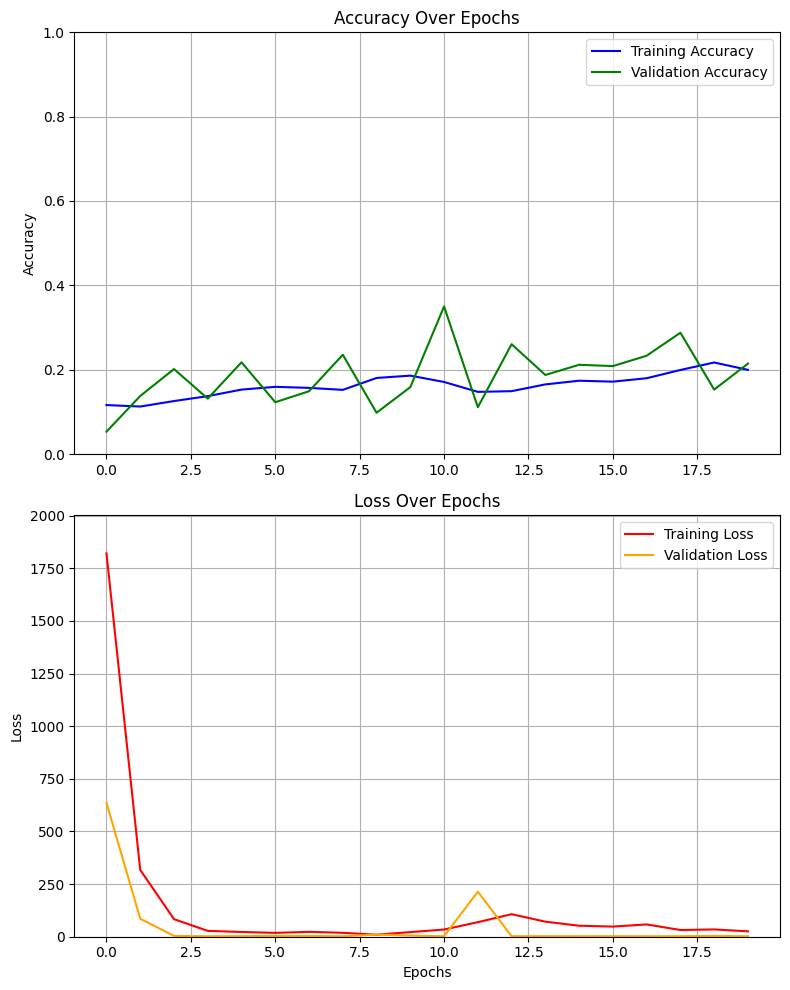 Accuracy Over Epochs
1.0
0.8
0.6
0.4
0.2
0.0
Accuracy
Training Accuracy
Validation Accuracy
0.0 2.5 5.0 7.5 10.0 12.5 15.0 17.5
Loss Over Epochs
2000
1750
1500
1250
1000
750
500
250
0
Loss
Training Loss
Validation Loss
0.0 2.5 5.0 7.5 10.0 12.5 15.0 17.5
Epochs